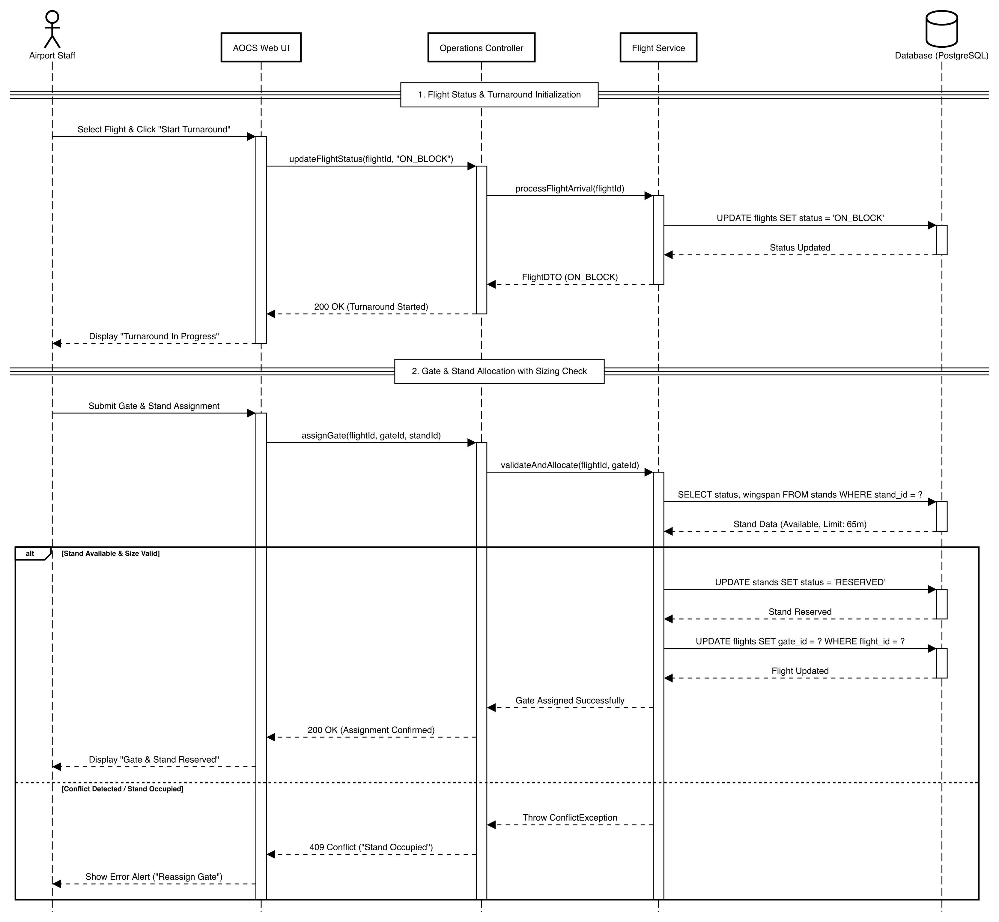 Airport Staff
AOCS Web UI
Operations Controller
Flight Service
Database (PostgreSQL)
1. Flight Status & Turnaround Initialization
Select Flight & Click "Start Turnaround"
updateFlightStatus(flightId, "ON_BLOCK")
processFlightArrival(flightId)
UPDATE flights SET status = 'ON_BLOCK'
Status Updated
FlightDTO (ON_BLOCK)
200 OK (Turnaround Started)
Display "Turnaround In Progress"
2. Gate & Stand Allocation with Sizing Check
Submit Gate & Stand Assignment
assignGate(flightId, gateId, standId)
validateAndAllocate(flightId, gateId)
SELECT status, wingspan FROM stands WHERE stand_id = ?
Stand Data (Available, Limit: 65m)
alt
[Stand Available & Size Valid]
UPDATE stands SET status = 'RESERVED'
Stand Reserved
UPDATE flights SET gate_id = ? WHERE flight_id = ?
Flight Updated
Gate Assigned Successfully
200 OK (Assignment Confirmed)
Display "Gate & Stand Reserved"
[Conflict Detected / Stand Occupied]
Throw ConflictException
409 Conflict ("Stand Occupied")
Show Error Alert ("Reassign Gate")